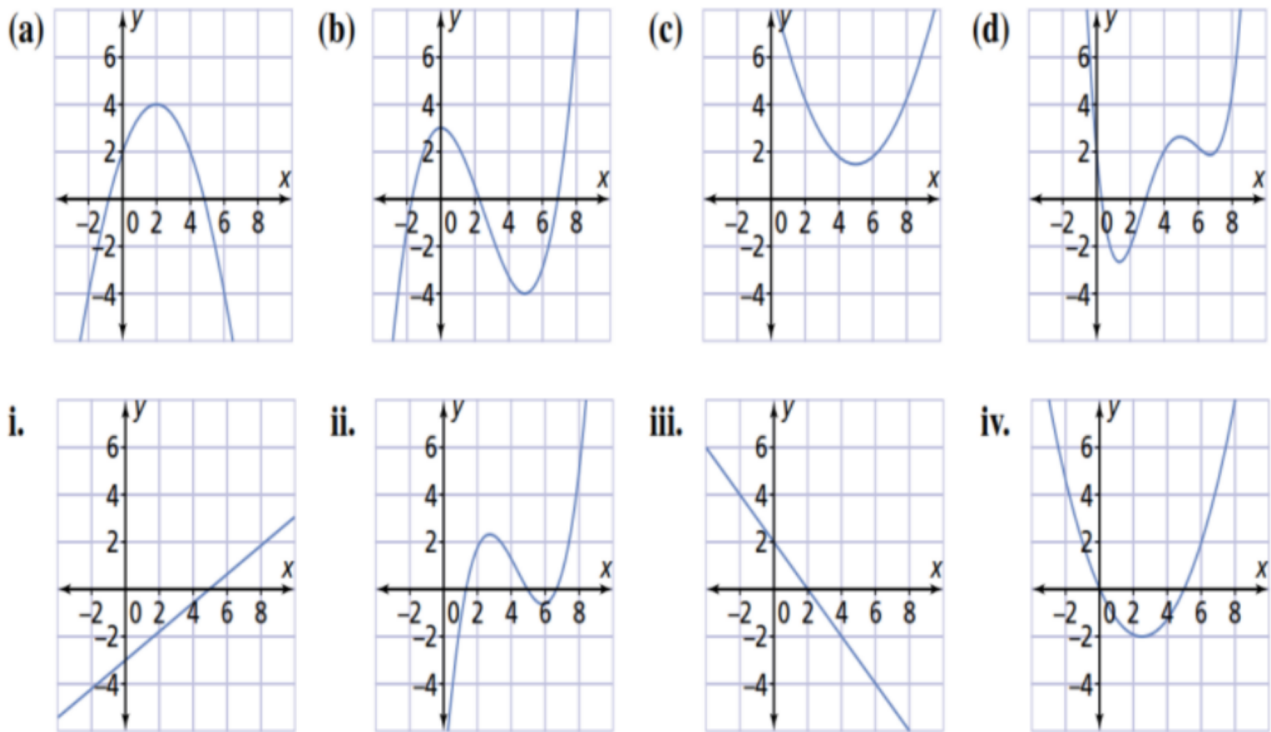 (a) (b) (c) (d)
y y y y
6 6 6 6
4 4 4 4
2 2 2 2
x x x x
–2 0 2 4 6 8 –2 0 2 4 6 8 –2 0 2 4 6 8 –2 0 2 4 6 8
–2 –2 –2 –2
–4 –4 –4 –4
i. ii. iii. iv.
y y y y
6 6 6 6
4 4 4 4
2 2 2 2
x x x x
–2 0 2 4 6 8 –2 0 2 4 6 8 –2 0 2 4 6 8 –2 0 2 4 6 8
–2 –2 –2 –2
–4 –4 –4 –4